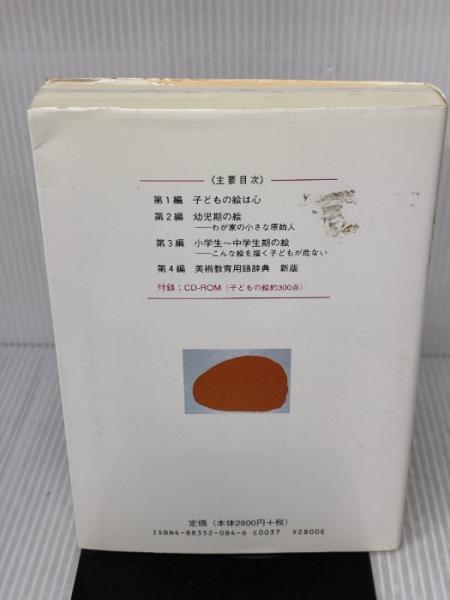 《主要目次》
第1編 子どもの絵は心
第2編 幼児期の絵
――わが家の小さな原始人
第3編 小学生〜中学生期の絵
――こんな絵を描く子どもが危ない
第4編 美術教育用語辞典 新版
付録：CD-ROM（子どもの絵約300点）
定価（本体2800円＋税）
ISBN4-88352-084-6 C0037 ¥2800E